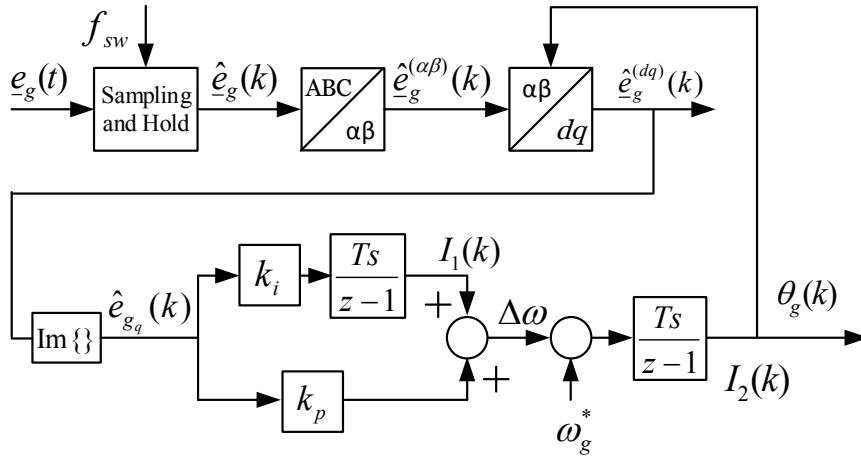 f_sw
e_g(t)
Sampling
and Hold
ê_g(k)
ABC
αβ
ê_g^(αβ)(k)
αβ
dq
ê_g^(dq)(k)
k_i
Ts
z − 1
I_1(k)
+
Im{}
ê_g_q(k)
k_p
+
Δω
ω_g^*
Ts
z − 1
θ_g(k)
I_2(k)